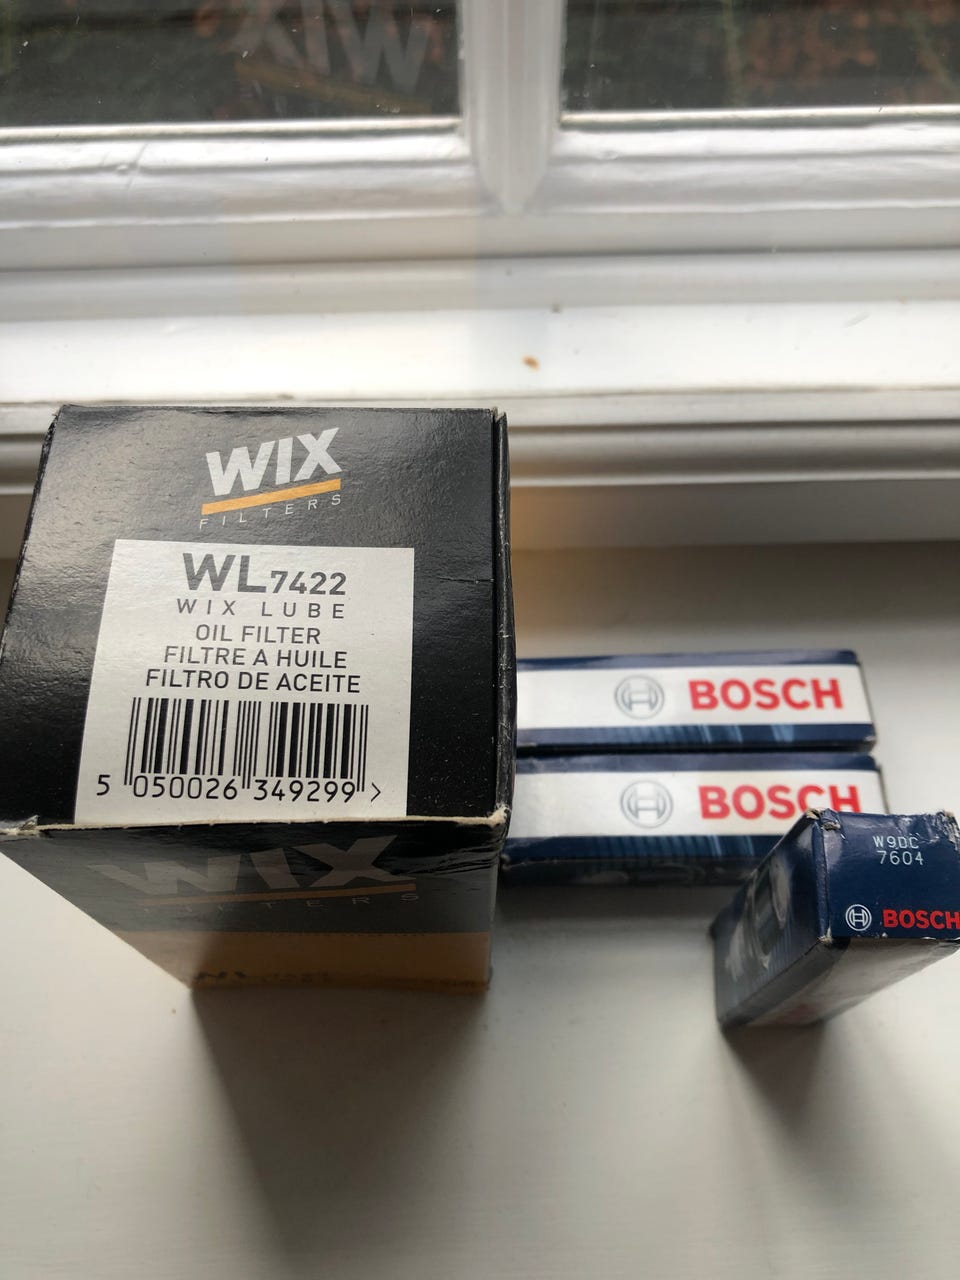 WIX
FILTERS
WL7422
WIX LUBE
OIL FILTER
FILTRE A HUILE
FILTRO DE ACEITE
5 050026 349299 >
WIX
FILTERS
BOSCH
BOSCH
W9DC
7604
BOSCH